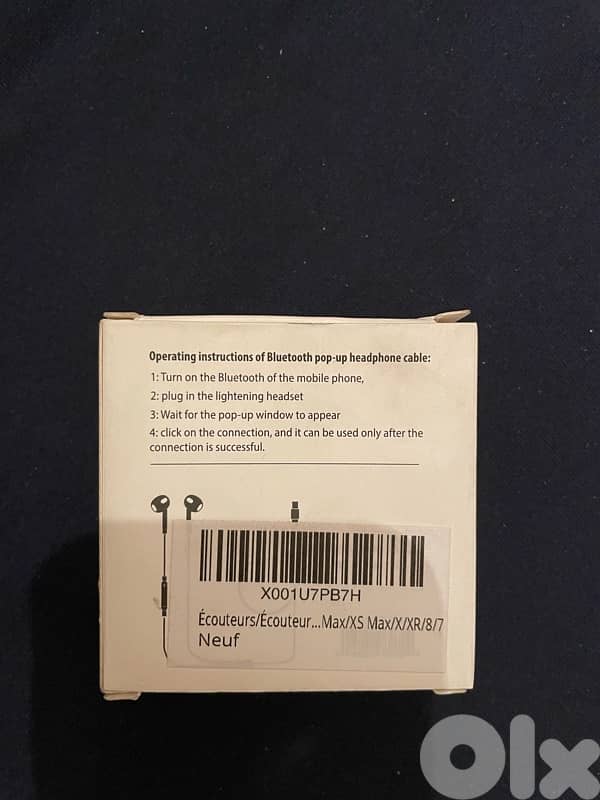 Operating instructions of Bluetooth pop-up headphone cable:
1: Turn on the Bluetooth of the mobile phone,
2: plug in the lightening headset
3: Wait for the pop-up window to appear
4: click on the connection, and it can be used only after the
connection is successful.
X001U7PB7H
Écouteurs/Écouteur...Max/XS Max/X/XR/8/7
Neuf
Olx